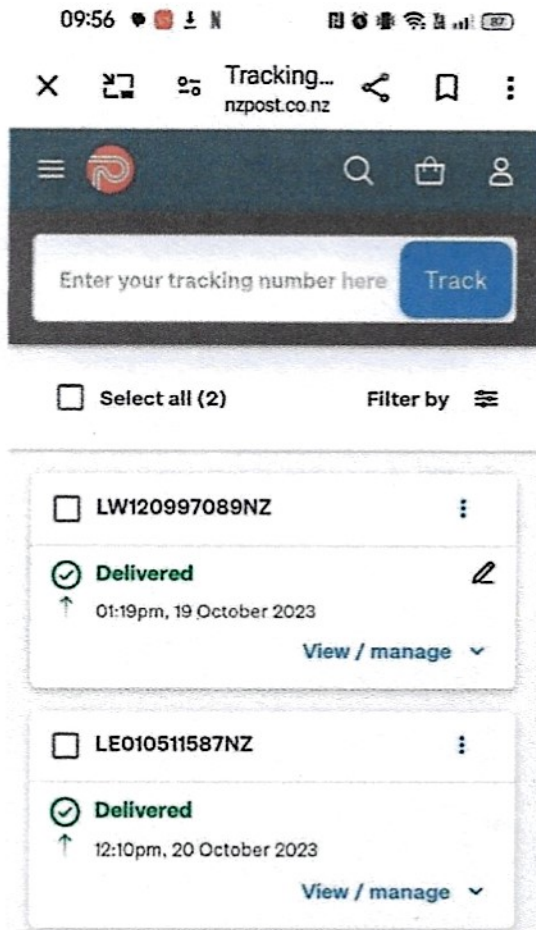 09:56
87
Tracking...
nzpost.co.nz
Enter your tracking number here
Track
Select all (2)
Filter by
LW120997089NZ
Delivered
01:19pm, 19 October 2023
View / manage
LE010511587NZ
Delivered
12:10pm, 20 October 2023
View / manage